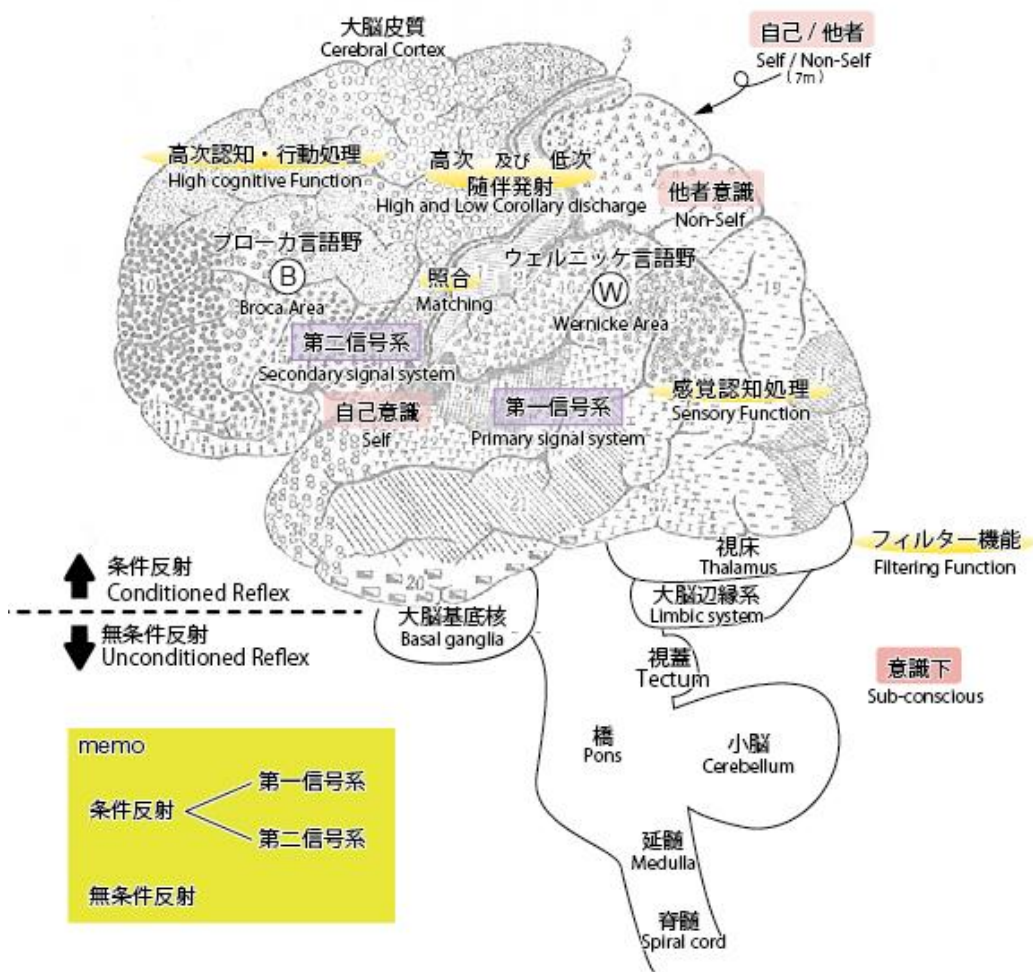 大脳皮質
Cerebral Cortex
自己 / 他者
Self / Non-Self
(7m)
3
高次認知・行動処理
High cognitive Function
高次 及び 低次
随伴発射
High and Low Corollary discharge
7
他者意識
Non-Self
ブローカ言語野
B
Broca Area
10
照合
Matching
ウェルニッケ言語野
W
Wernicke Area
19
第二信号系
Secondary signal system
自己意識
Self
第一信号系
Primary signal system
感覚認知処理
Sensory Function
22
21
37
20
視床
Thalamus
フィルター機能
Filtering Function
条件反射
Conditioned Reflex
大脳辺縁系
Limbic system
大脳基底核
Basal ganglia
無条件反射
Unconditioned Reflex
視蓋
Tectum
意識下
Sub-conscious
橋
Pons
小脳
Cerebellum
memo
条件反射
第一信号系
第二信号系
無条件反射
延髄
Medulla
脊髄
Spiral cord